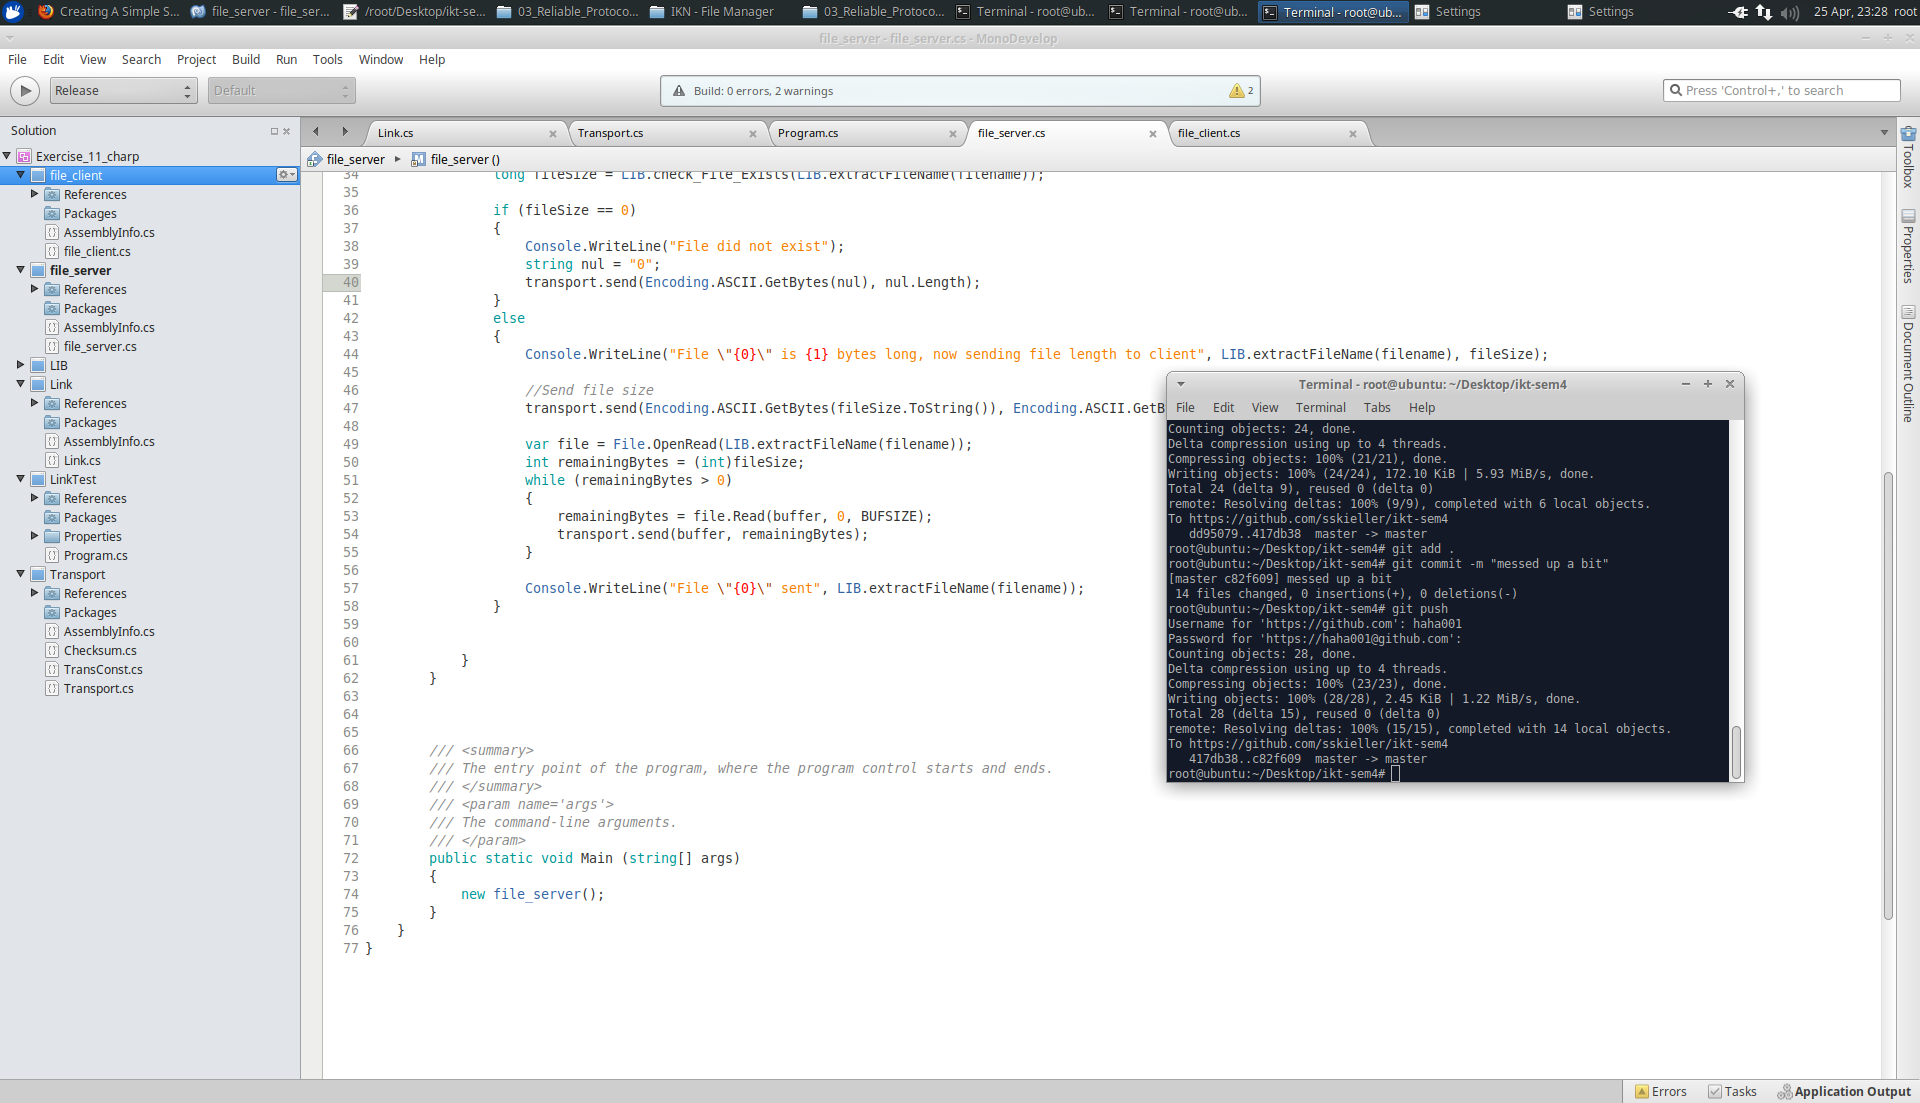 Creating A Simple S...
file_server - file_ser...
/root/Desktop/ikt-se...
03_Reliable_Protoco...
IKN - File Manager
03_Reliable_Protoco...
Terminal - root@ub...
Terminal - root@ub...
Terminal - root@ub...
Settings
Settings
25 Apr, 23:28
root
file_server - file_server.cs - MonoDevelop
File Edit View Search Project Build Run Tools Window Help
Release
Default
Build: 0 errors, 2 warnings
2
Press 'Control+,' to search
Solution
Exercise_11_charp
file_client
References
Packages
AssemblyInfo.cs
file_client.cs
file_server
References
Packages
AssemblyInfo.cs
file_server.cs
LIB
Link
References
Packages
AssemblyInfo.cs
Link.cs
LinkTest
References
Packages
Properties
Program.cs
Transport
References
Packages
AssemblyInfo.cs
Checksum.cs
TransConst.cs
Transport.cs
Link.cs
Transport.cs
Program.cs
file_server.cs
file_client.cs
file_server
file_server ()
34 long fileSize = LIB.check_File_Exists(LIB.extractFileName(filename));
35
36 if (fileSize == 0)
37 {
38 Console.WriteLine("File did not exist");
39 string nul = "0";
40 transport.send(Encoding.ASCII.GetBytes(nul), nul.Length);
41 }
42 else
43 {
44 Console.WriteLine("File \"{0}\" is {1} bytes long, now sending file length to client", LIB.extractFileName(filename), fileSize);
45
46 //Send file size
47 transport.send(Encoding.ASCII.GetBytes(fileSize.ToString()), Encoding.ASCII.GetB
48
49 var file = File.OpenRead(LIB.extractFileName(filename));
50 int remainingBytes = (int)fileSize;
51 while (remainingBytes > 0)
52 {
53 remainingBytes = file.Read(buffer, 0, BUFSIZE);
54 transport.send(buffer, remainingBytes);
55 }
56
57 Console.WriteLine("File \"{0}\" sent", LIB.extractFileName(filename));
58 }
59
60
61 }
62 }
63
64
65
66 /// <summary>
67 /// The entry point of the program, where the program control starts and ends.
68 /// </summary>
69 /// <param name='args'>
70 /// The command-line arguments.
71 /// </param>
72 public static void Main (string[] args)
73 {
74 new file_server();
75 }
76 }
77 }
Terminal - root@ubuntu: ~/Desktop/ikt-sem4
File Edit View Terminal Tabs Help
Counting objects: 24, done.
Delta compression using up to 4 threads.
Compressing objects: 100% (21/21), done.
Writing objects: 100% (24/24), 172.10 KiB | 5.93 MiB/s, done.
Total 24 (delta 9), reused 0 (delta 0)
remote: Resolving deltas: 100% (9/9), completed with 6 local objects.
To https://github.com/sskieller/ikt-sem4
dd95079..417db38 master -> master
root@ubuntu:~/Desktop/ikt-sem4# git add .
root@ubuntu:~/Desktop/ikt-sem4# git commit -m "messed up a bit"
[master c82f609] messed up a bit
14 files changed, 0 insertions(+), 0 deletions(-)
root@ubuntu:~/Desktop/ikt-sem4# git push
Username for 'https://github.com': haha001
Password for 'https://haha001@github.com':
Counting objects: 28, done.
Delta compression using up to 4 threads.
Compressing objects: 100% (23/23), done.
Writing objects: 100% (28/28), 2.45 KiB | 1.22 MiB/s, done.
Total 28 (delta 15), reused 0 (delta 0)
remote: Resolving deltas: 100% (15/15), completed with 14 local objects.
To https://github.com/sskieller/ikt-sem4
417db38..c82f609 master -> master
root@ubuntu:~/Desktop/ikt-sem4#
Toolbox
Properties
Document Outline
Errors
Tasks
Application Output